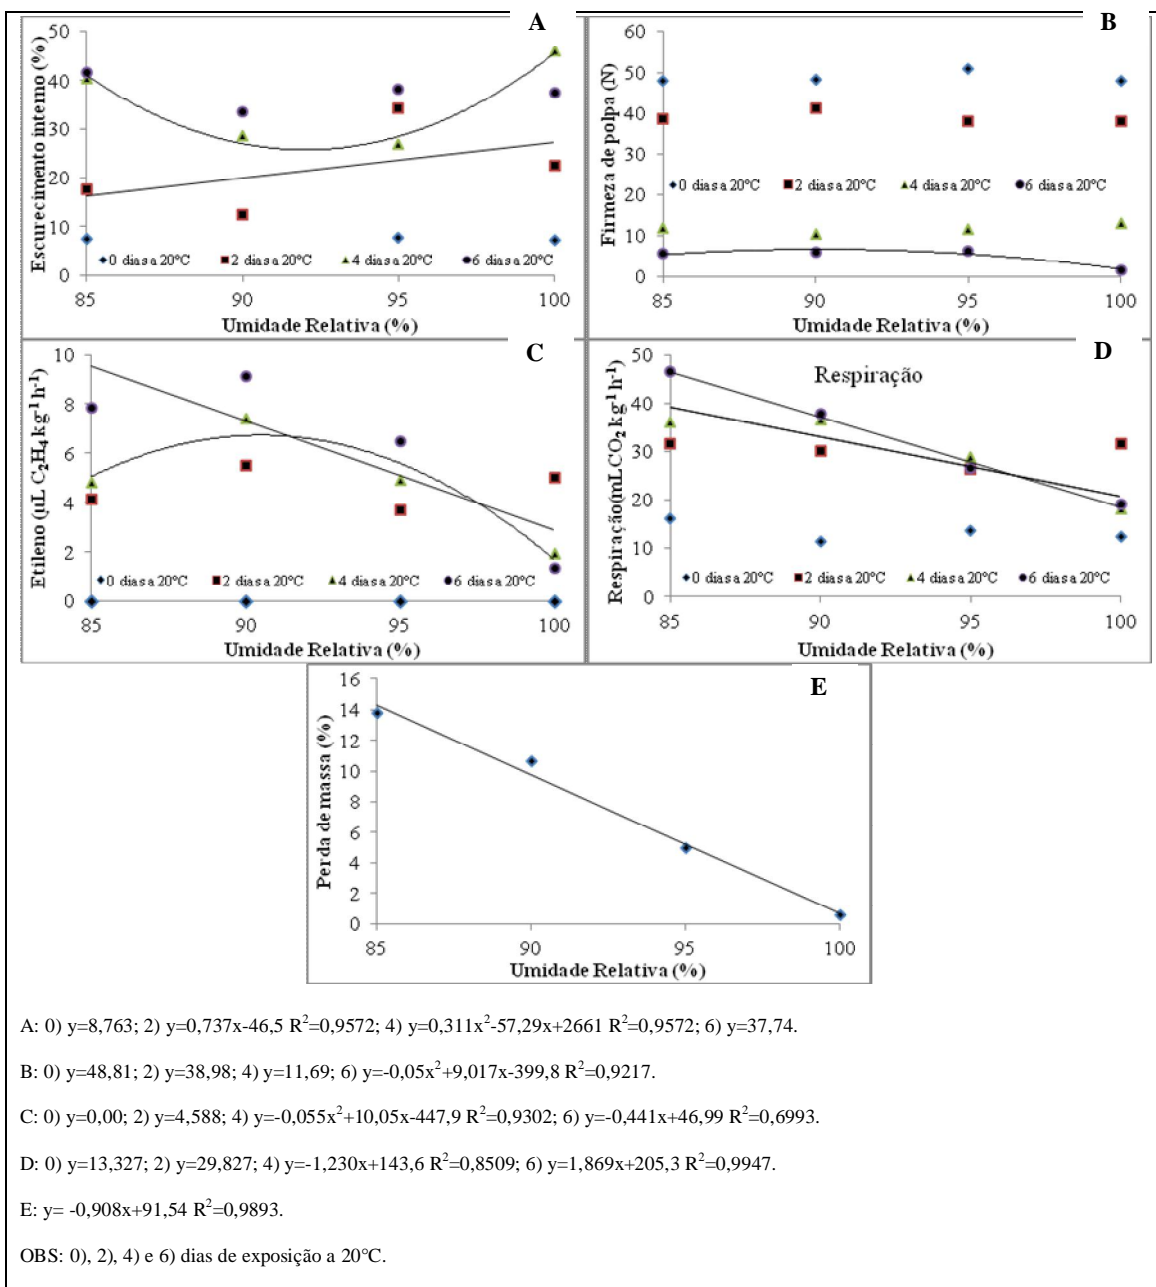 A
Escurecimento interno (%)
50
40
30
20
10
0
0 dias a 20°C 2 dias a 20°C 4 dias a 20°C 6 dias a 20°C
85 90 95 100
Umidade Relativa (%)
B
Firmeza de polpa (N)
60
50
40
30
20
10
0
0 dias a 20°C 2 dias a 20°C 4 dias a 20°C 6 dias a 20°C
85 90 95 100
Umidade Relativa (%)
C
Etileno (µL C₂H₄ kg⁻¹ h⁻¹)
10
8
6
4
2
0
0 dias a 20°C 2 dias a 20°C 4 dias a 20°C 6 dias a 20°C
85 90 95 100
Umidade Relativa (%)
D
Respiração
Respiração(mLCO₂ kg⁻¹ h⁻¹)
50
40
30
20
10
0
0 dias a 20°C 2 dias a 20°C 4 dias a 20°C 6 dias a 20°C
85 90 95 100
Umidade Relativa (%)
E
Perda de massa (%)
16
14
12
10
8
6
4
2
0
85 90 95 100
Umidade Relativa (%)
A: 0) y=8,763; 2) y=0,737x-46,5 R²=0,9572; 4) y=0,311x²-57,29x+2661 R²=0,9572; 6) y=37,74.
B: 0) y=48,81; 2) y=38,98; 4) y=11,69; 6) y=-0,05x²+9,017x-399,8 R²=0,9217.
C: 0) y=0,00; 2) y=4,588; 4) y=-0,055x²+10,05x-447,9 R²=0,9302; 6) y=-0,441x+46,99 R²=0,6993.
D: 0) y=13,327; 2) y=29,827; 4) y=-1,230x+143,6 R²=0,8509; 6) y=1,869x+205,3 R²=0,9947.
E: y= -0,908x+91,54 R²=0,9893.
OBS: 0), 2), 4) e 6) dias de exposição a 20°C.